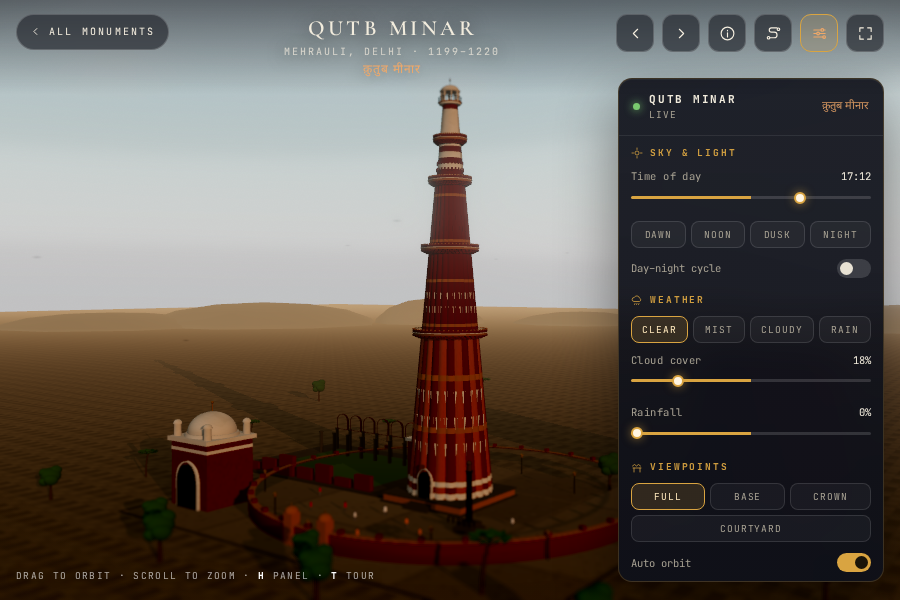 ALL MONUMENTS
QUTB MINAR
MEHRAULI, DELHI · 1199–1220
क़ुतुब मीनार
QUTB MINAR
LIVE
क़ुतुब मीनार
SKY & LIGHT
Time of day 17:12
DAWN NOON DUSK NIGHT
Day–night cycle
WEATHER
CLEAR MIST CLOUDY RAIN
Cloud cover 18%
Rainfall 0%
VIEWPOINTS
FULL BASE CROWN
COURTYARD
Auto orbit
DRAG TO ORBIT · SCROLL TO ZOOM · H PANEL · T TOUR